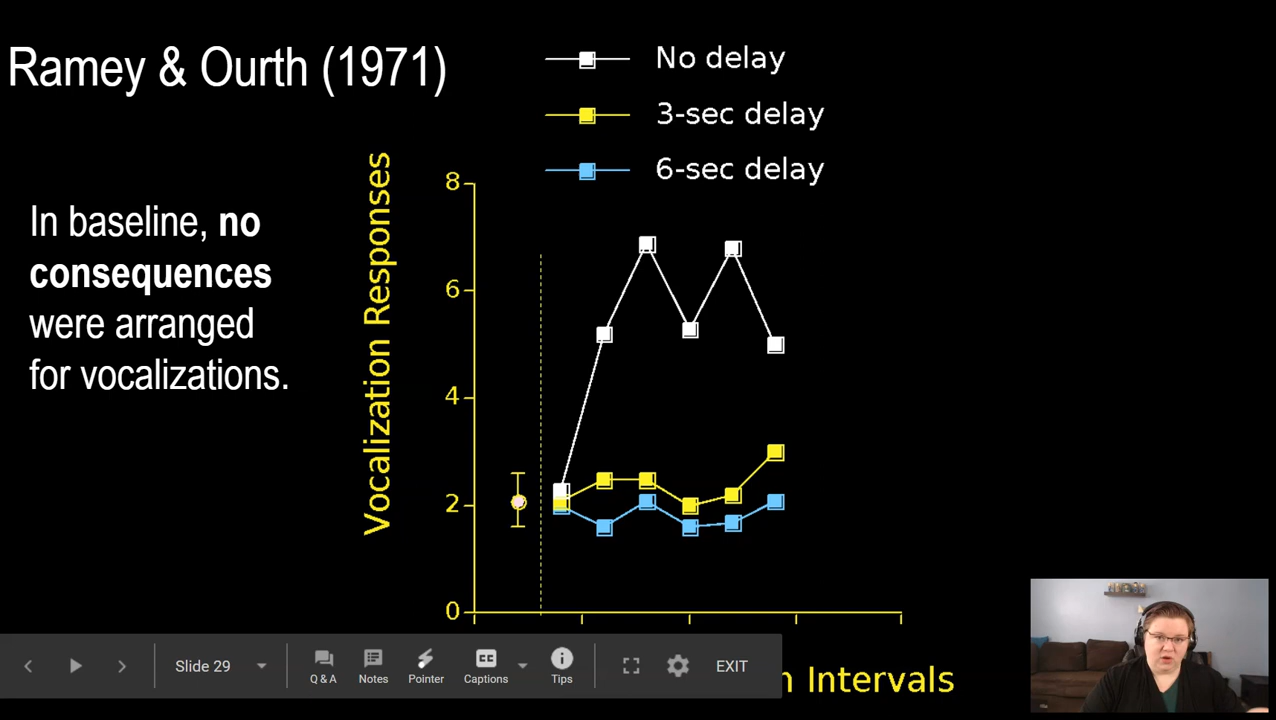 Ramey & Ourth (1971)
No delay
3-sec delay
6-sec delay
In baseline, no
consequences
were arranged
for vocalizations.
Vocalization Responses
8
6
4
2
0
Slide 29
Q & A
Notes
Pointer
Captions
Tips
EXIT
n Intervals